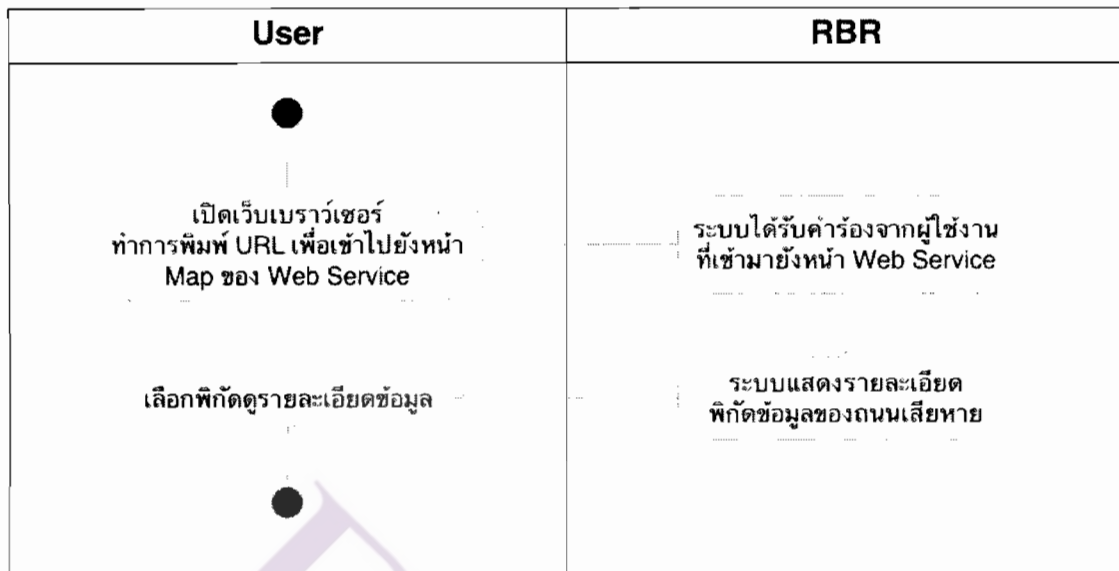 User
RBR
เปิดเว็บเบราว์เซอร์
ทำการพิมพ์ URL เพื่อเข้าไปยังหน้า
Map ของ Web Service
ระบบได้รับคำร้องจากผู้ใช้งาน
ที่เข้ามายังหน้า Web Service
เลือกพิกัดดูรายละเอียดข้อมูล
ระบบแสดงรายละเอียด
พิกัดข้อมูลของถนนเสียหาย